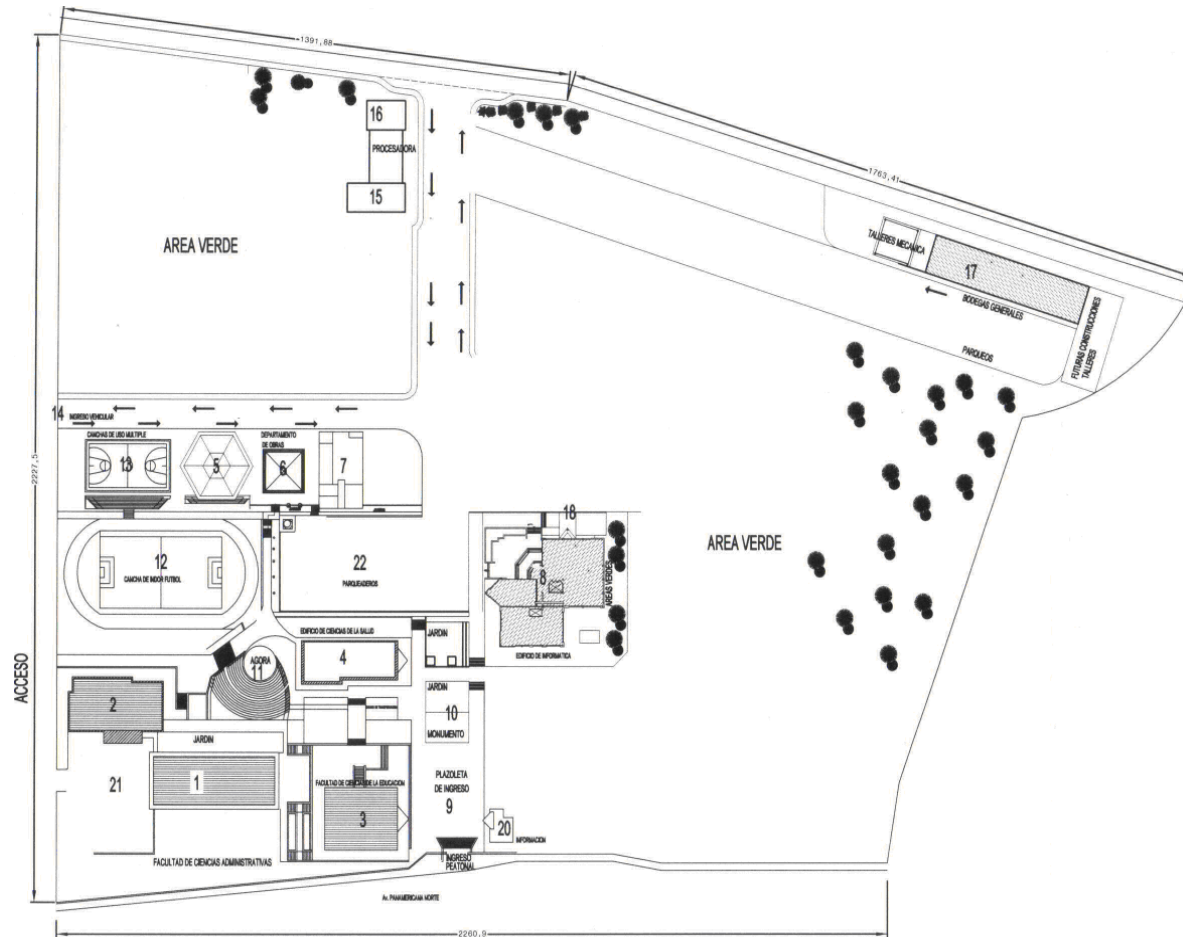 1391,88
1763,41
16
PROCESADORA
15
AREA VERDE
TALLERES MECANICA
17
BODEGAS GENERALES
FUTURAS CONSTRUCCIONES
TALLERES
PARQUEOS
2227,5
14
INGRESO VEHICULAR
CANCHAS DE USO MULTIPLE
DEPARTAMENTO
DE OBRAS
13
5
6
7
18
12
CANCHA DE INDOR FUTBOL
22
PARQUEADEROS
8
AREAS VERDES
AREA VERDE
EDIFICIO DE CIENCIAS DE LA SALUD
JARDIN
EDIFICIO DE INFORMATICA
AGORA
11
4
ACCESO
2
JARDIN
10
MONUMENTO
JARDIN
1
21
FACULTAD DE CIENCIAS DE LA EDUCACION
PLAZOLETA
DE INGRESO
9
3
20
INFORMACION
FACULTAD DE CIENCIAS ADMINISTRATIVAS
INGRESO
PEATONAL
Av. PANAMERICANA NORTE
2260,9